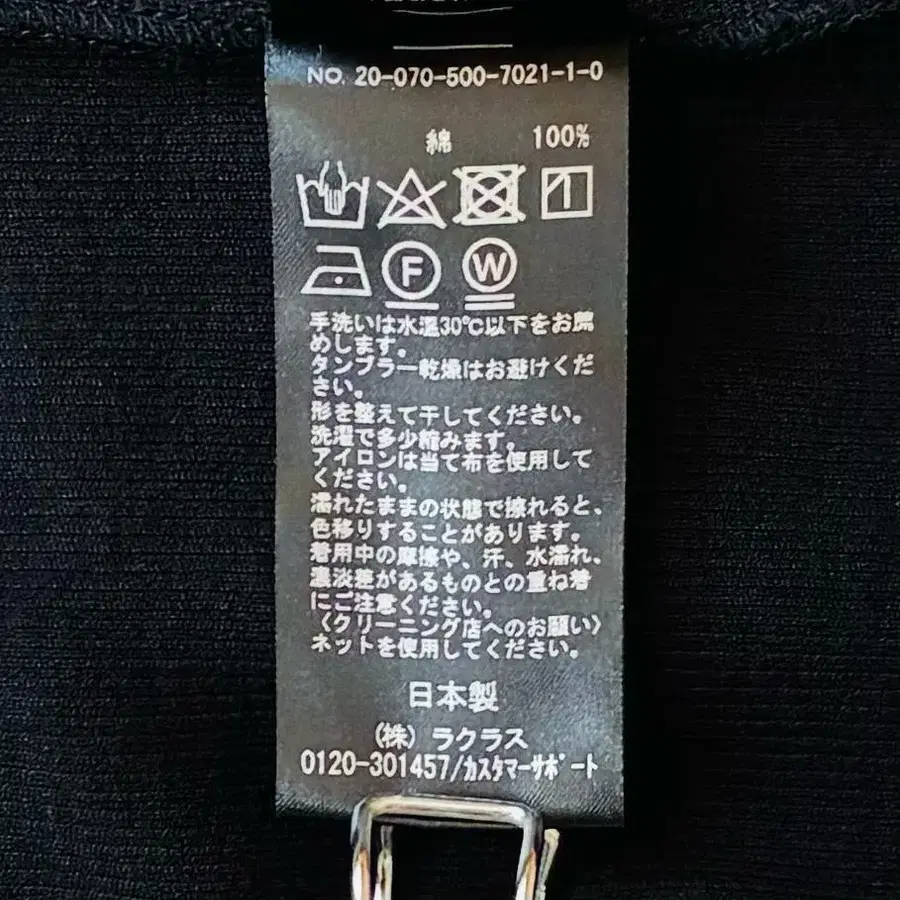 NO. 20-070-500-7021-1-0
綿 100%
F W
手洗いは水温30℃以下をお薦
めします。
タンブラー乾燥はお避けくだ
さい。
形を整えて干してください。
洗濯で多少縮みます。
アイロンは当て布を使用して
ください。
濡れたままの状態で擦れると、
色移りすることがあります。
着用中の摩擦や、汗、水濡れ、
濃淡差があるものとの重ね着
にご注意ください。
〈クリーニング店へのお願い〉
ネットを使用してください。
日本製
(株) ラクラス
0120-301457/ｶｽﾀﾏｰｻﾎﾟｰﾄ